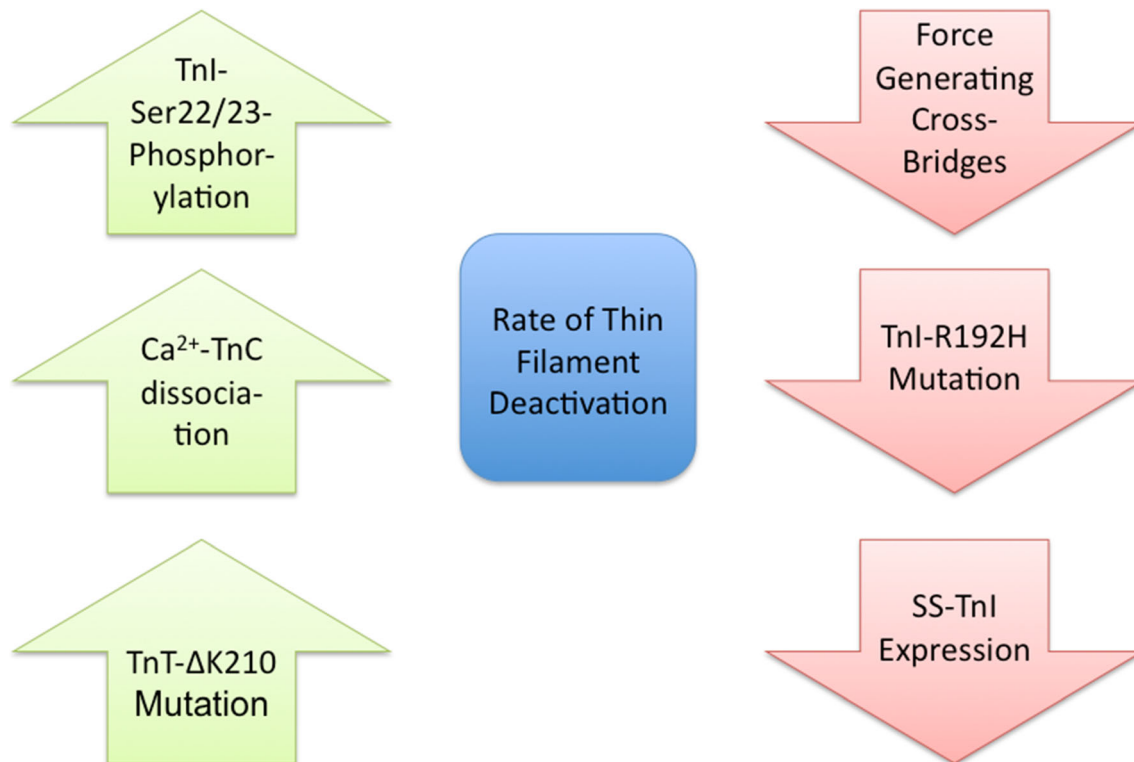 TnI-
Ser22/23-
Phosphor-
ylation
Ca²⁺-TnC
dissocia-
tion
TnT-ΔK210
Mutation
Rate of Thin
Filament
Deactivation
Force
Generating
Cross-
Bridges
TnI-R192H
Mutation
SS-TnI
Expression